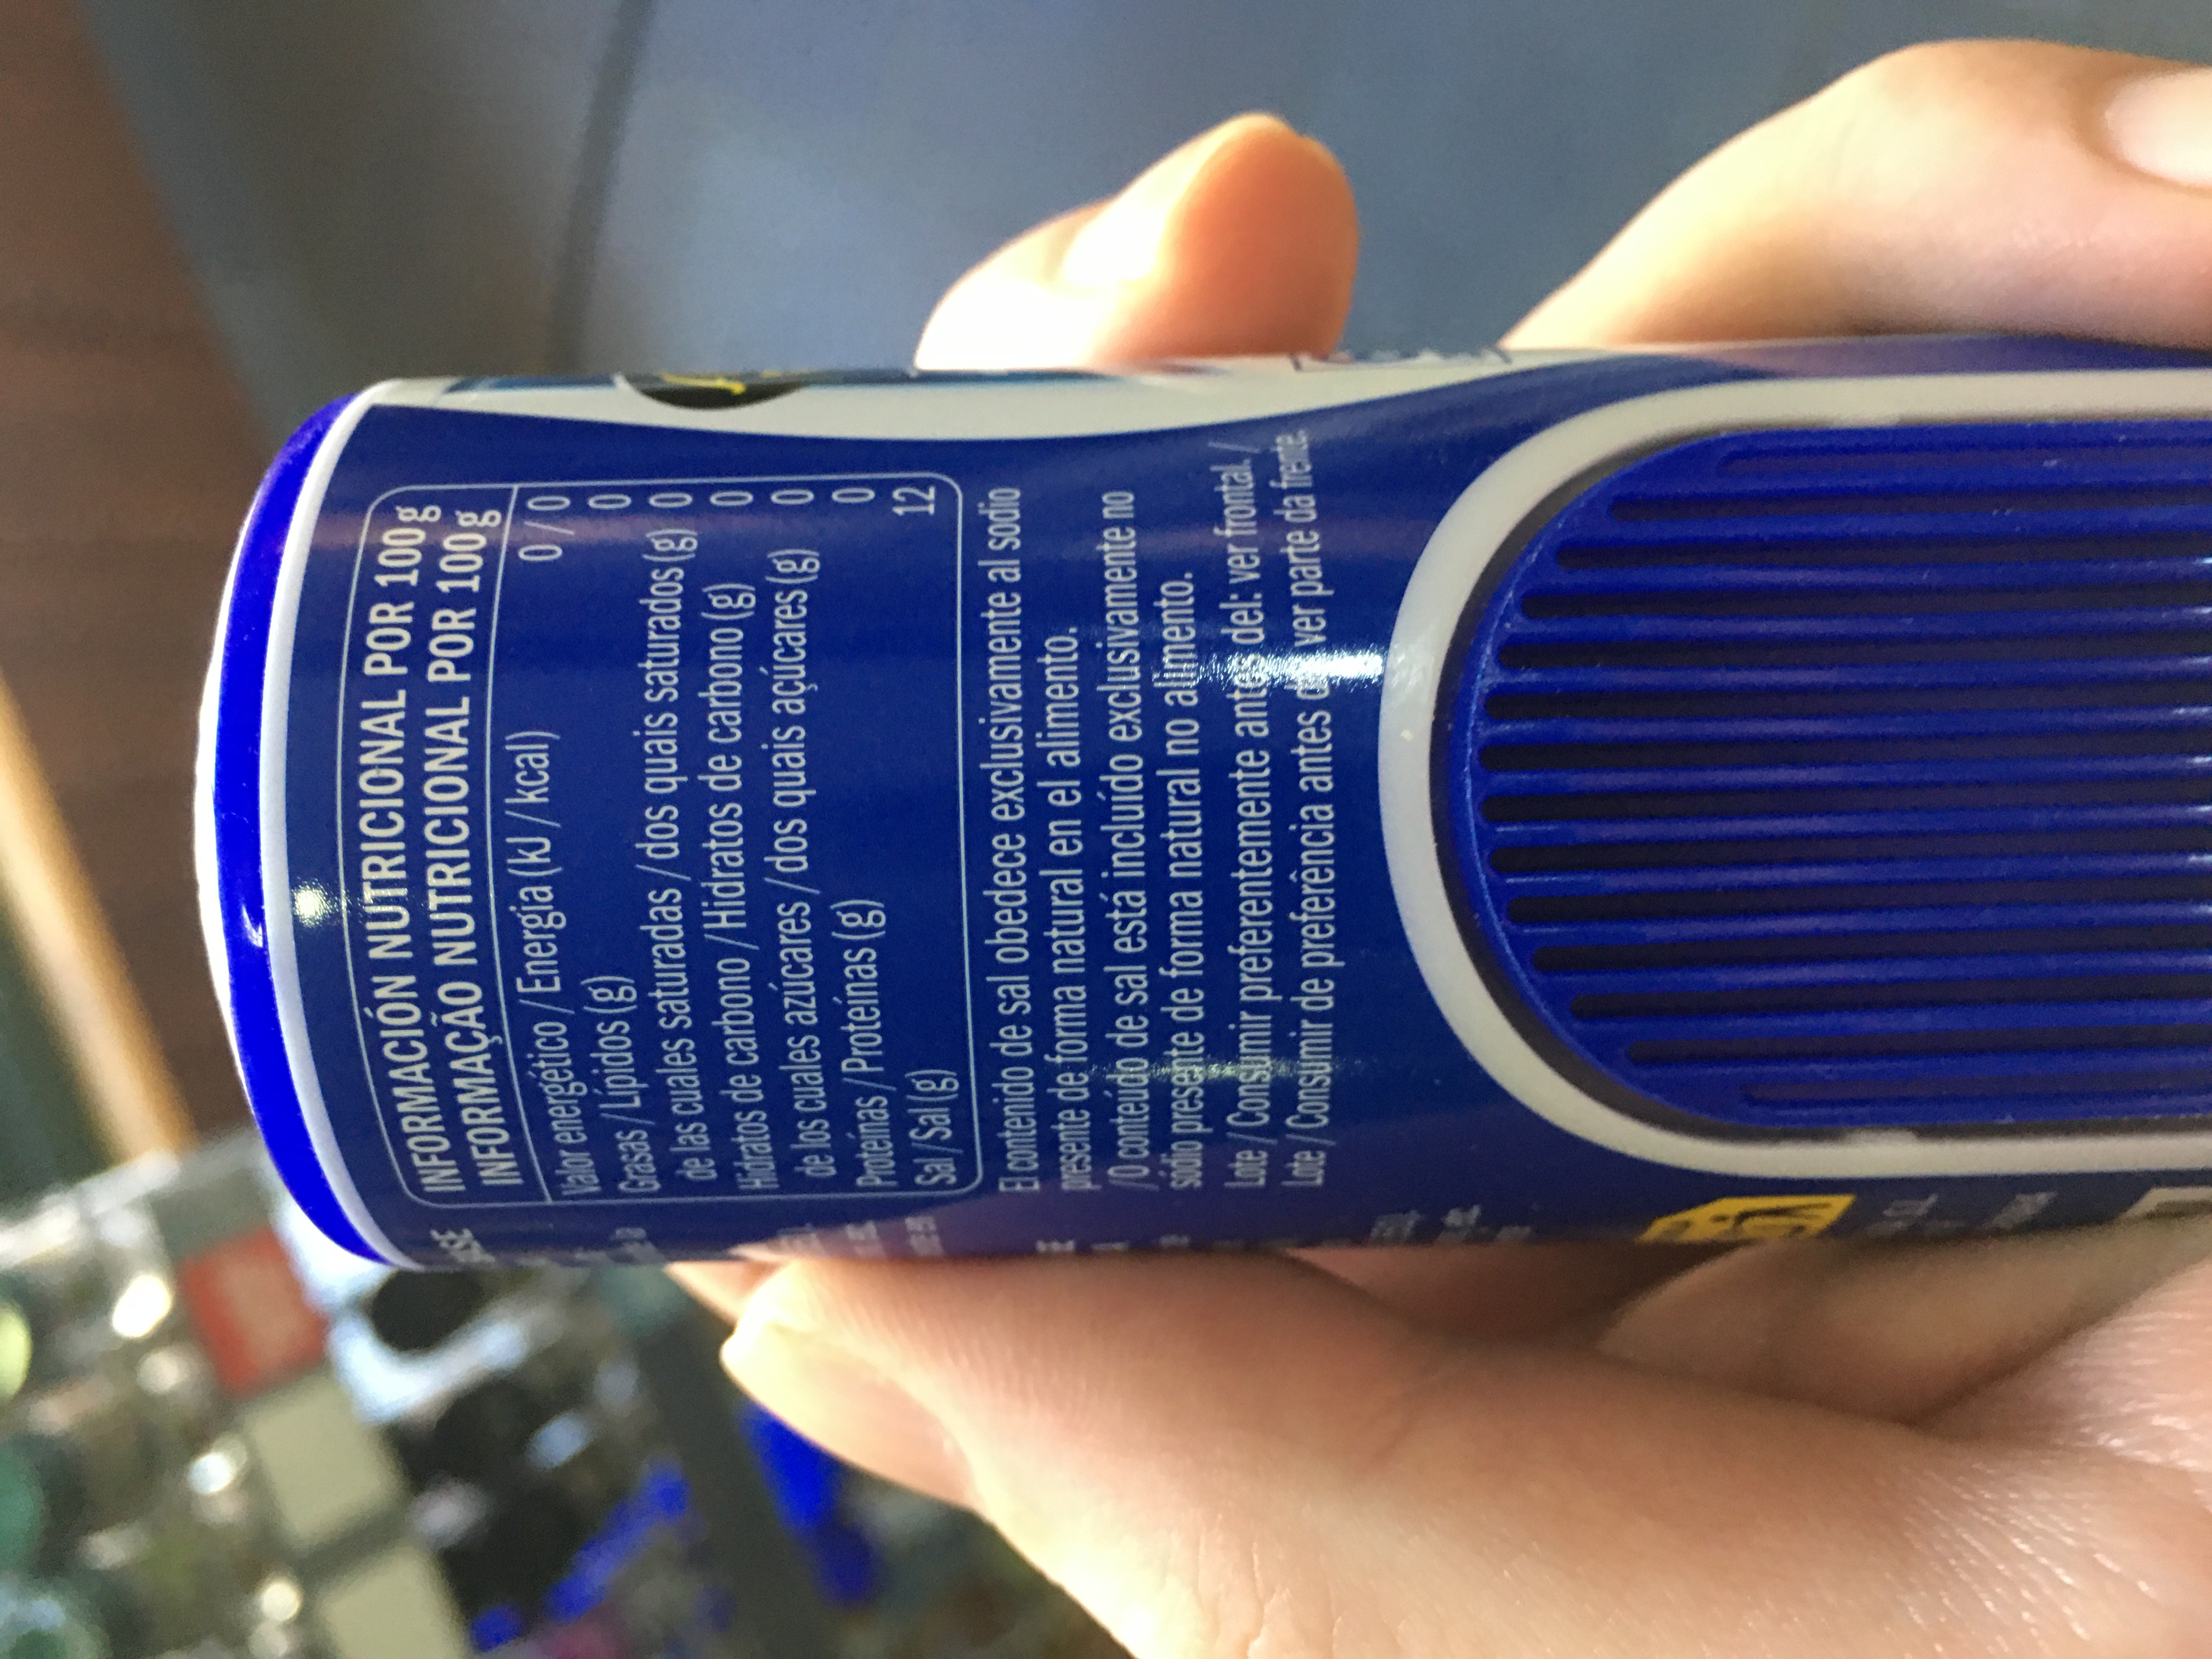 INFORMACIÓN NUTRICIONAL POR 100g
INFORMAÇÃO NUTRICIONAL POR 100g
Valor energético / Energia (kJ / kcal) 0 / 0
Grasas / Lípidos (g) 0
de las cuales saturadas / dos quais saturados (g) 0
Hidratos de carbono / Hidratos de carbono (g) 0
de los cuales azúcares / dos quais açúcares (g) 0
Proteínas / Proteínas (g) 0
Sal / Sal (g) 12
El contenido de sal obedece exclusivamente al sodio
presente de forma natural en el alimento.
/ O conteúdo de sal está incluído exclusivamente no
sódio presente de forma natural no alimento.
Lote / Consumir preferentemente antes del: ver frontal. /
Lote / Consumir de preferência antes ver parte da frente.